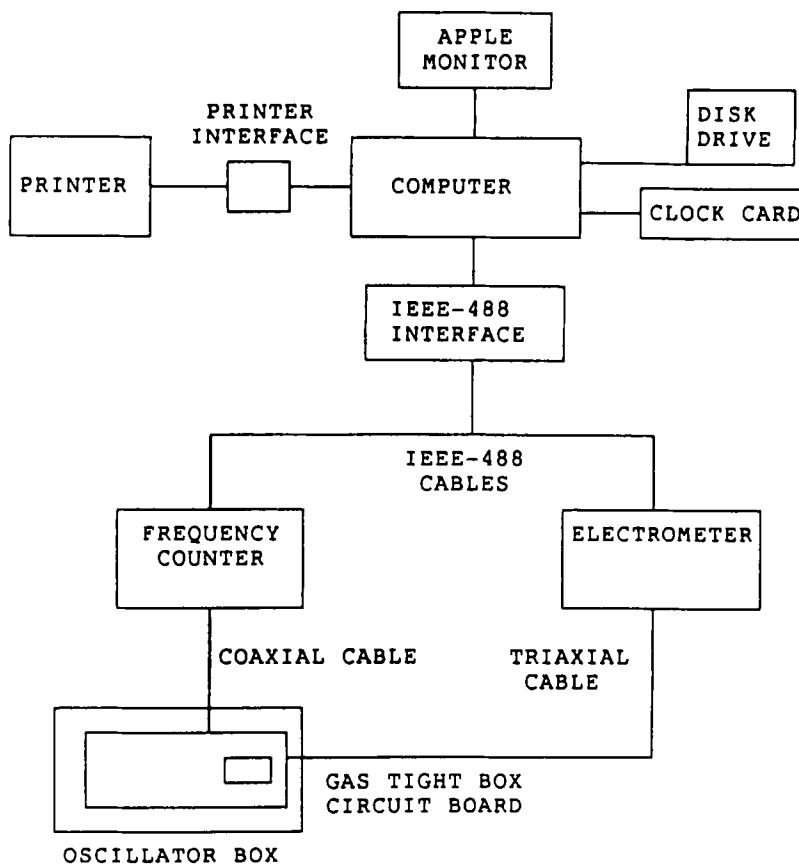 APPLE
MONITOR
PRINTER
INTERFACE
DISK
DRIVE
PRINTER
COMPUTER
CLOCK CARD
IEEE-488
INTERFACE
IEEE-488
CABLES
FREQUENCY
COUNTER
ELECTROMETER
COAXIAL CABLE
TRIAXIAL
CABLE
GAS TIGHT BOX
CIRCUIT BOARD
OSCILLATOR BOX